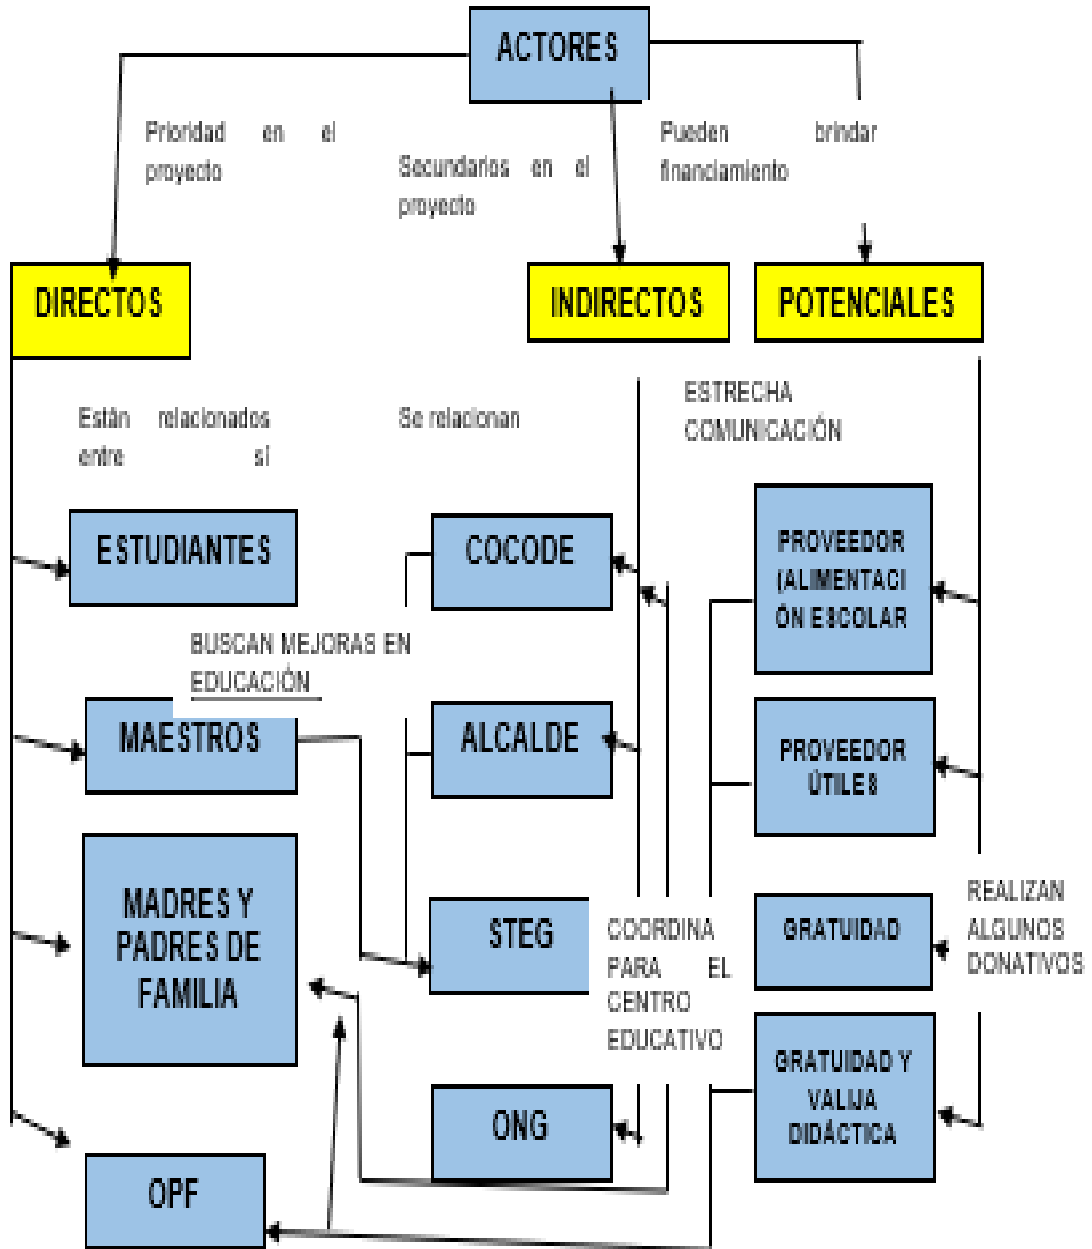 ACTORES
Prioridad en el
proyecto
Secundarios en el
proyecto
Pueden brindar
financiamiento
DIRECTOS
INDIRECTOS
POTENCIALES
Están relacionados
entre sí
Se relacionan
ESTRECHA
COMUNICACIÓN
ESTUDIANTES
COCODE
PROVEEDOR
(ALIMENTACI
ÓN ESCOLAR
BUSCAN MEJORAS EN
EDUCACIÓN
MAESTROS
ALCALDE
PROVEEDOR
ÚTILES
MADRES Y
PADRES DE
FAMILIA
STEG
COORDINA
PARA EL
CENTRO
EDUCATIVO
GRATUIDAD
REALIZAN
ALGUNOS
DONATIVOS
ONG
GRATUIDAD Y
VALIJA
DIDÁCTICA
OPF